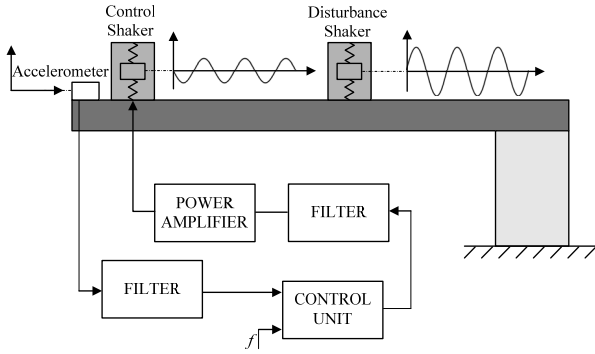 Control
Shaker
Disturbance
Shaker
Accelerometer
POWER
AMPLIFIER
FILTER
FILTER
CONTROL
UNIT
f